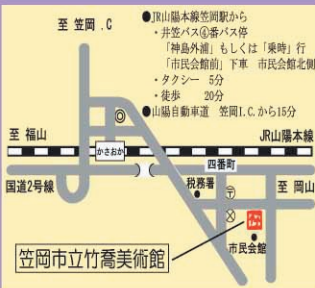 至 笠岡 .C
●JR山陽本線笠岡駅から
・井笠バス④番バス停
「神島外浦」もしくは「乗時」行
「市民会館前」下車 市民会館北側
・タクシー 5分
・徒歩 20分
●山陽自動車道 笠岡I.C.から15分
至 福山
JR山陽本線
かさおか
四番町
国道2号線
税務署
至 岡山
市民会館
笠岡市立竹喬美術館